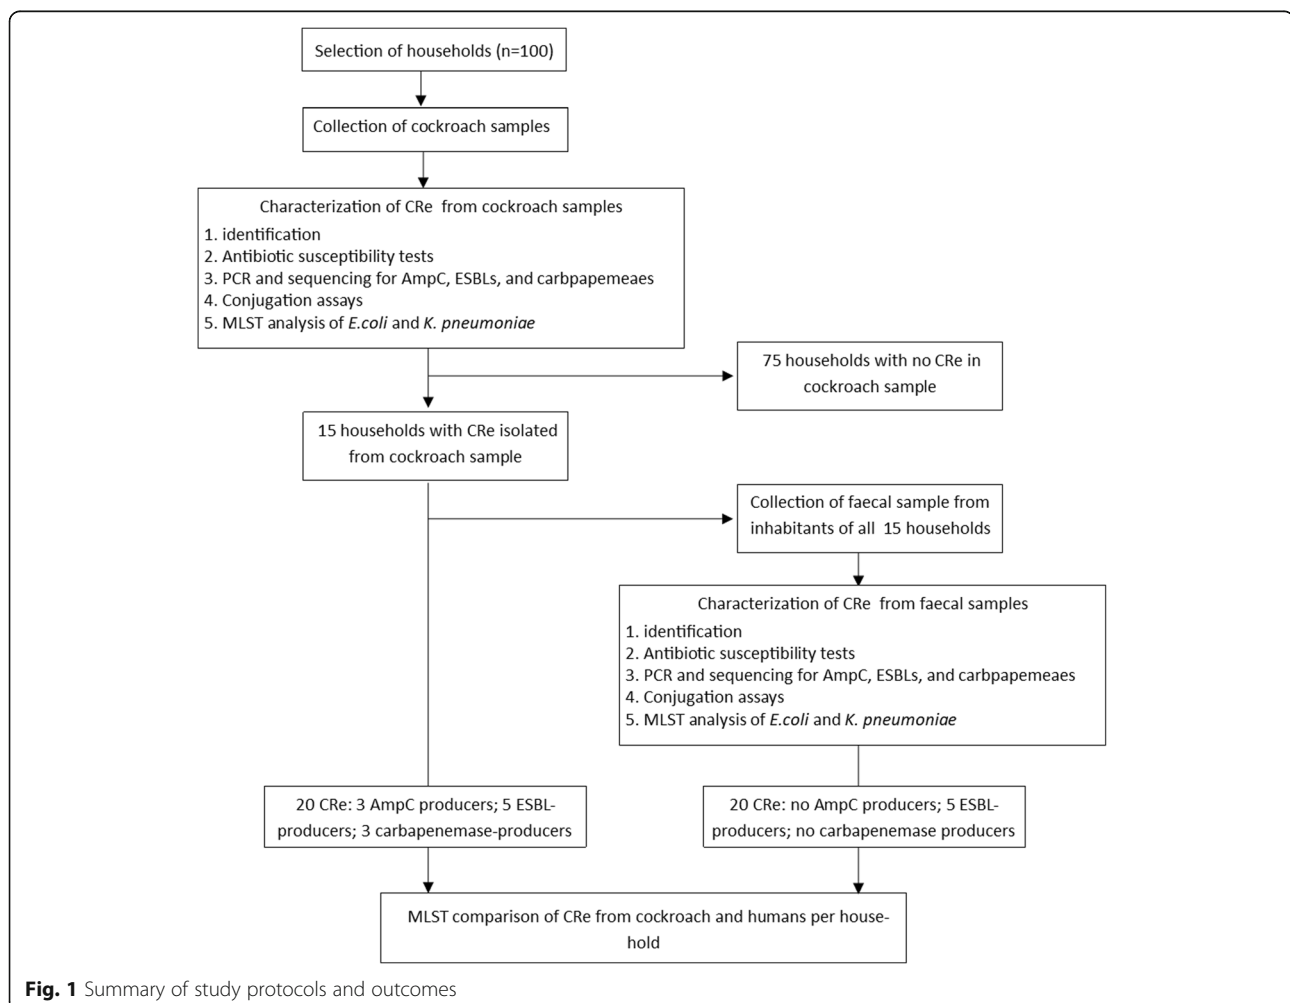 Selection of households (n=100)
Collection of cockroach samples
Characterization of CRe from cockroach samples
1. identification
2. Antibiotic susceptibility tests
3. PCR and sequencing for AmpC, ESBLs, and carbpapemeaes
4. Conjugation assays
5. MLST analysis of E.coli and K. pneumoniae
75 households with no CRe in
cockroach sample
15 households with CRe isolated
from cockroach sample
Collection of faecal sample from
inhabitants of all 15 households
Characterization of CRe from faecal samples
1. identification
2. Antibiotic susceptibility tests
3. PCR and sequencing for AmpC, ESBLs, and carbpapemeaes
4. Conjugation assays
5. MLST analysis of E.coli and K. pneumoniae
20 CRe: 3 AmpC producers; 5 ESBL-
producers; 3 carbapenemase-producers
20 CRe: no AmpC producers; 5 ESBL-
producers; no carbapenemase producers
MLST comparison of CRe from cockroach and humans per house-
hold
Fig. 1 Summary of study protocols and outcomes